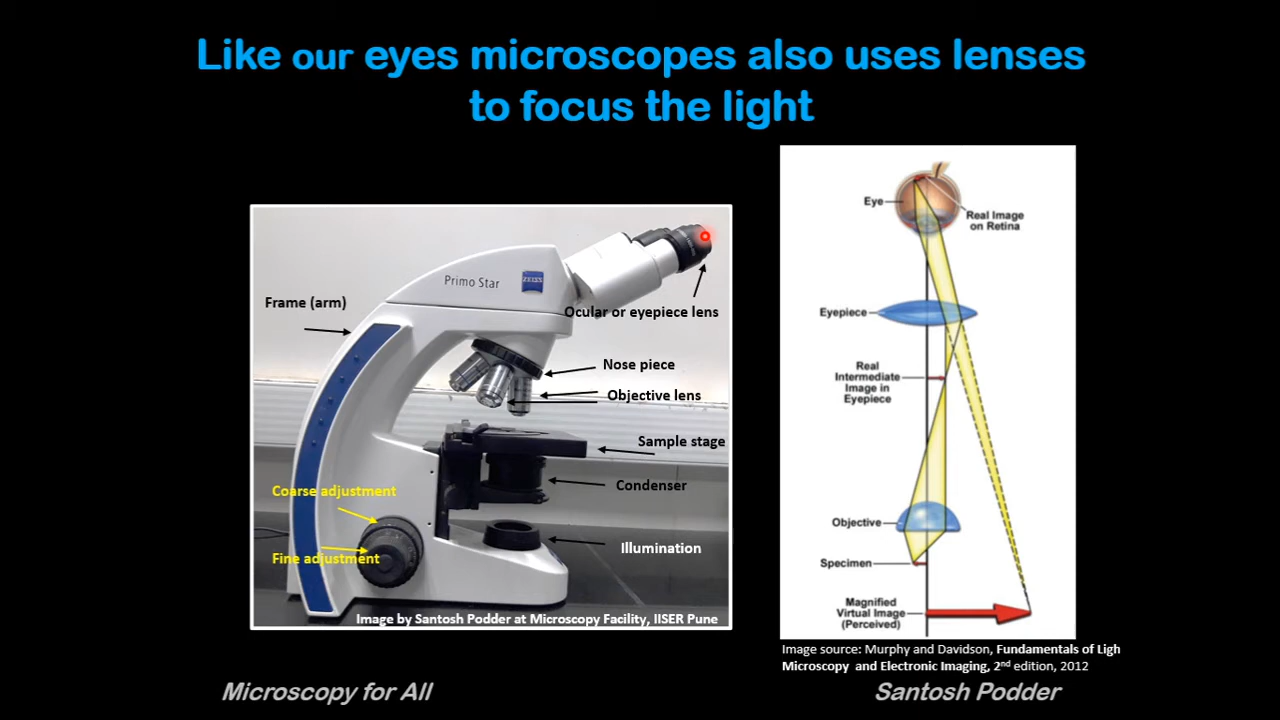 Like our eyes microscopes also uses lenses
to focus the light
Primo Star
ZEISS
Frame (arm)
Ocular or eyepiece lens
Nose piece
Objective lens
Sample stage
Condenser
Coarse adjustment
Fine adjustment
Illumination
Image by Santosh Podder at Microscopy Facility, IISER Pune
Eye
Real Image
on Retina
Eyepiece
Real
Intermediate
Image in
Eyepiece
Objective
Specimen
Magnified
Virtual Image
(Perceived)
Image source: Murphy and Davidson, Fundamentals of Ligh
Microscopy and Electronic Imaging, 2nd edition, 2012
Microscopy for All
Santosh Podder